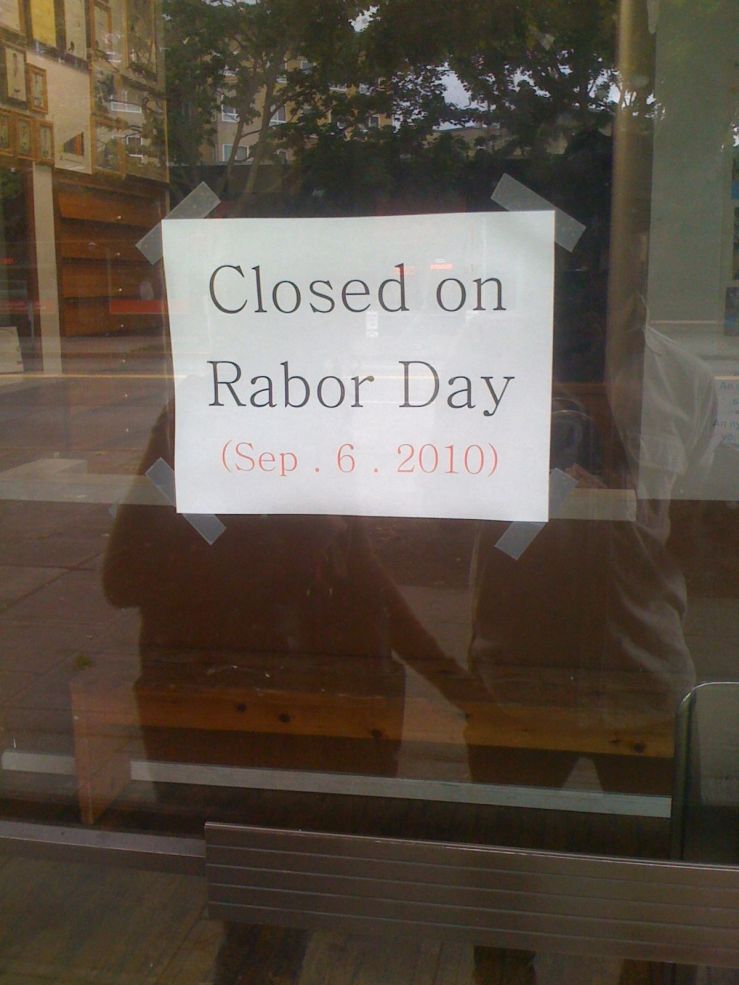 Closed on
Rabor Day
(Sep . 6 . 2010)